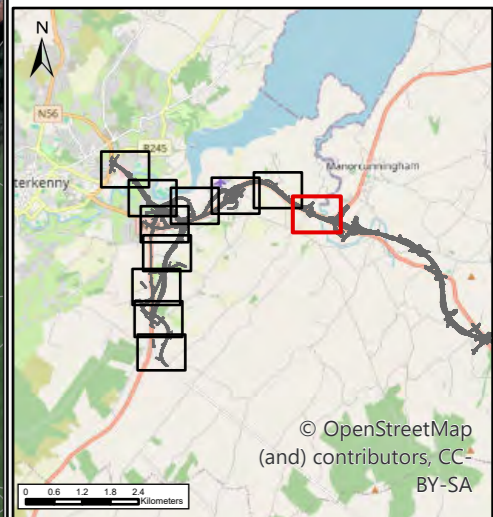 N
N56
R245
terkenny
Manorcunningham
© OpenStreetMap
(and) contributors, CC-
BY-SA
0 0.6 1.2 1.8 2.4
Kilometers